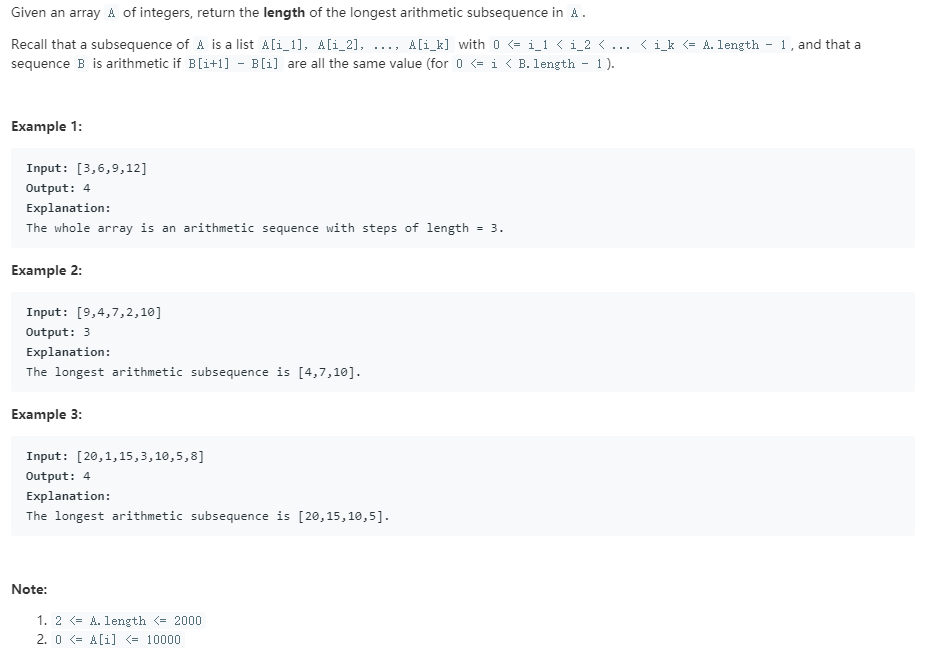 Given an array A of integers, return the length of the longest arithmetic subsequence in A.
Recall that a subsequence of A is a list A[i_1], A[i_2], ..., A[i_k] with 0 <= i_1 < i_2 < ... < i_k <= A.length - 1, and that a
sequence B is arithmetic if B[i+1] - B[i] are all the same value (for 0 <= i < B.length - 1).
Example 1:
Input: [3,6,9,12]
Output: 4
Explanation:
The whole array is an arithmetic sequence with steps of length = 3.
Example 2:
Input: [9,4,7,2,10]
Output: 3
Explanation:
The longest arithmetic subsequence is [4,7,10].
Example 3:
Input: [20,1,15,3,10,5,8]
Output: 4
Explanation:
The longest arithmetic subsequence is [20,15,10,5].
Note:
1. 2 <= A.length <= 2000
2. 0 <= A[i] <= 10000